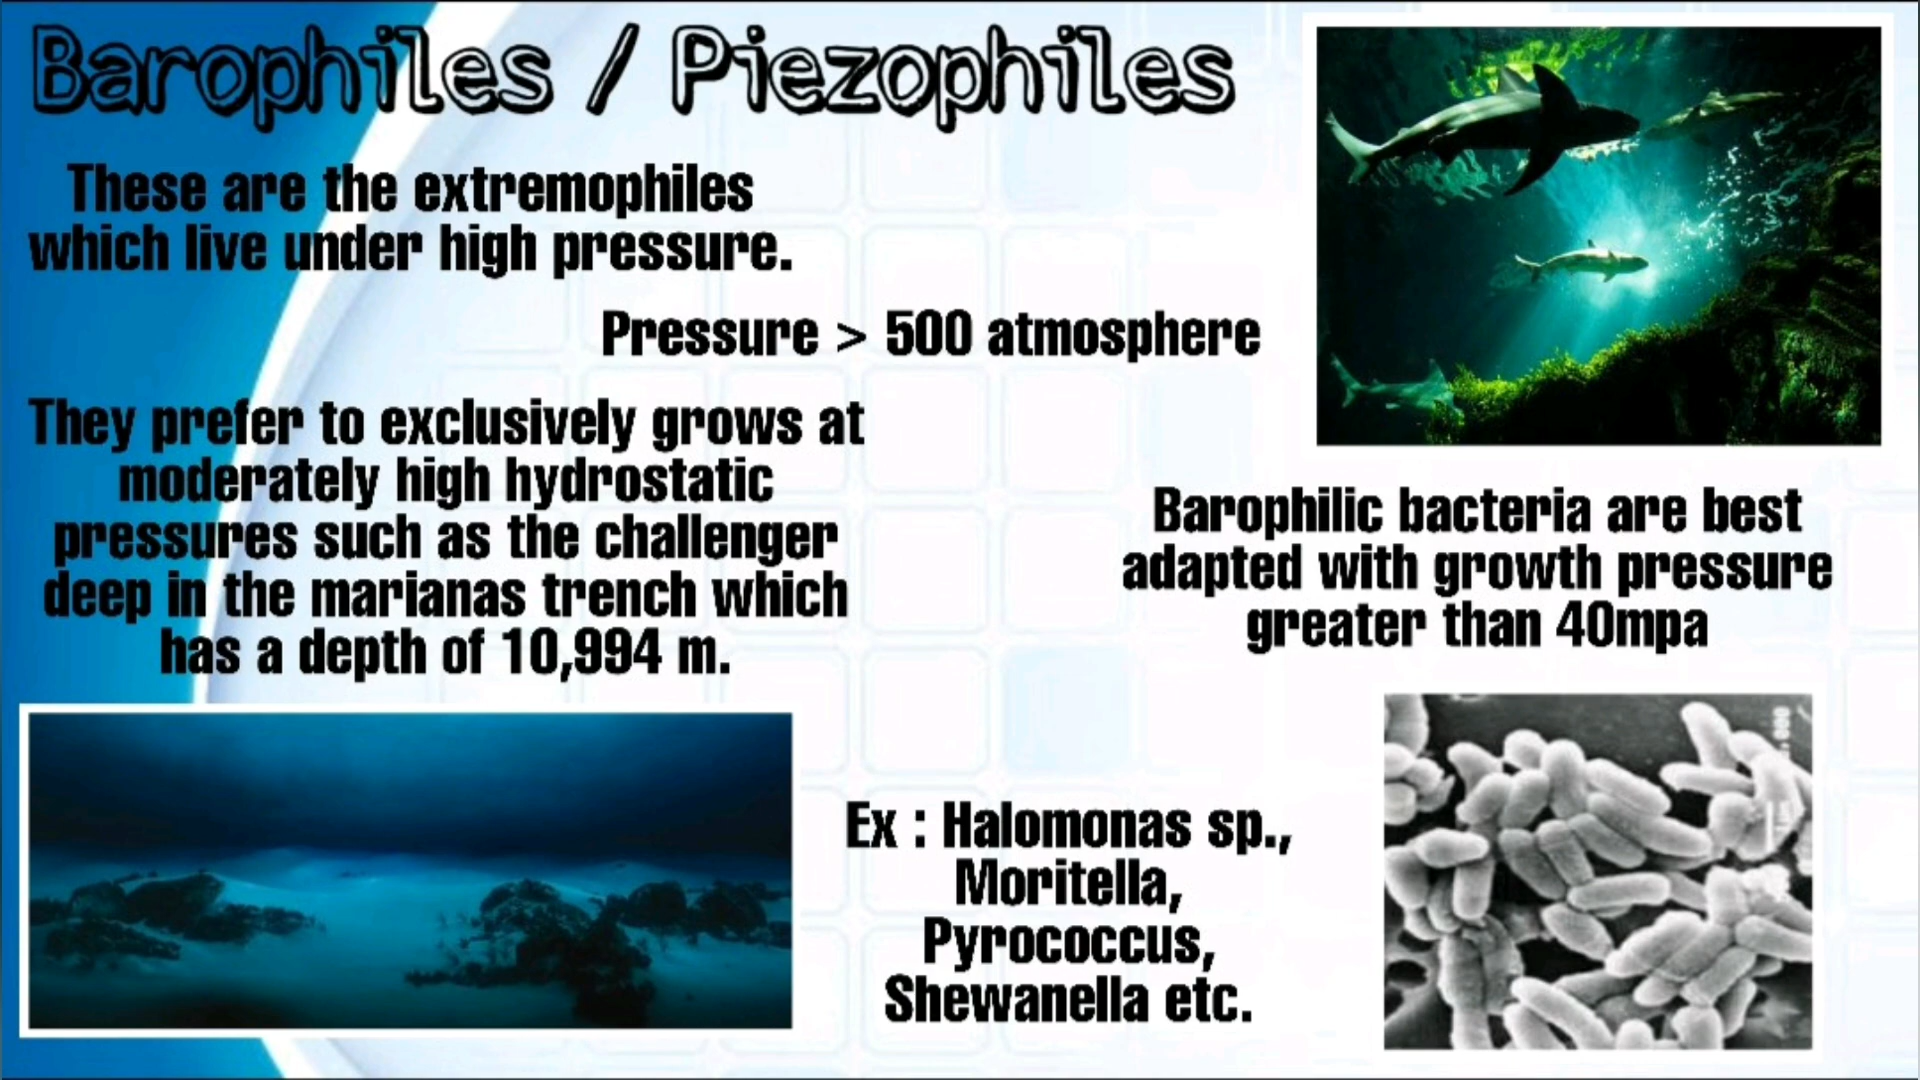 Barophiles / Piezophiles
These are the extremophiles
which live under high pressure.
Pressure > 500 atmosphere
They prefer to exclusively grows at
moderately high hydrostatic
pressures such as the challenger
deep in the marianas trench which
has a depth of 10,994 m.
Barophilic bacteria are best
adapted with growth pressure
greater than 40mpa
Ex : Halomonas sp.,
Moritella,
Pyrococcus,
Shewanella etc.